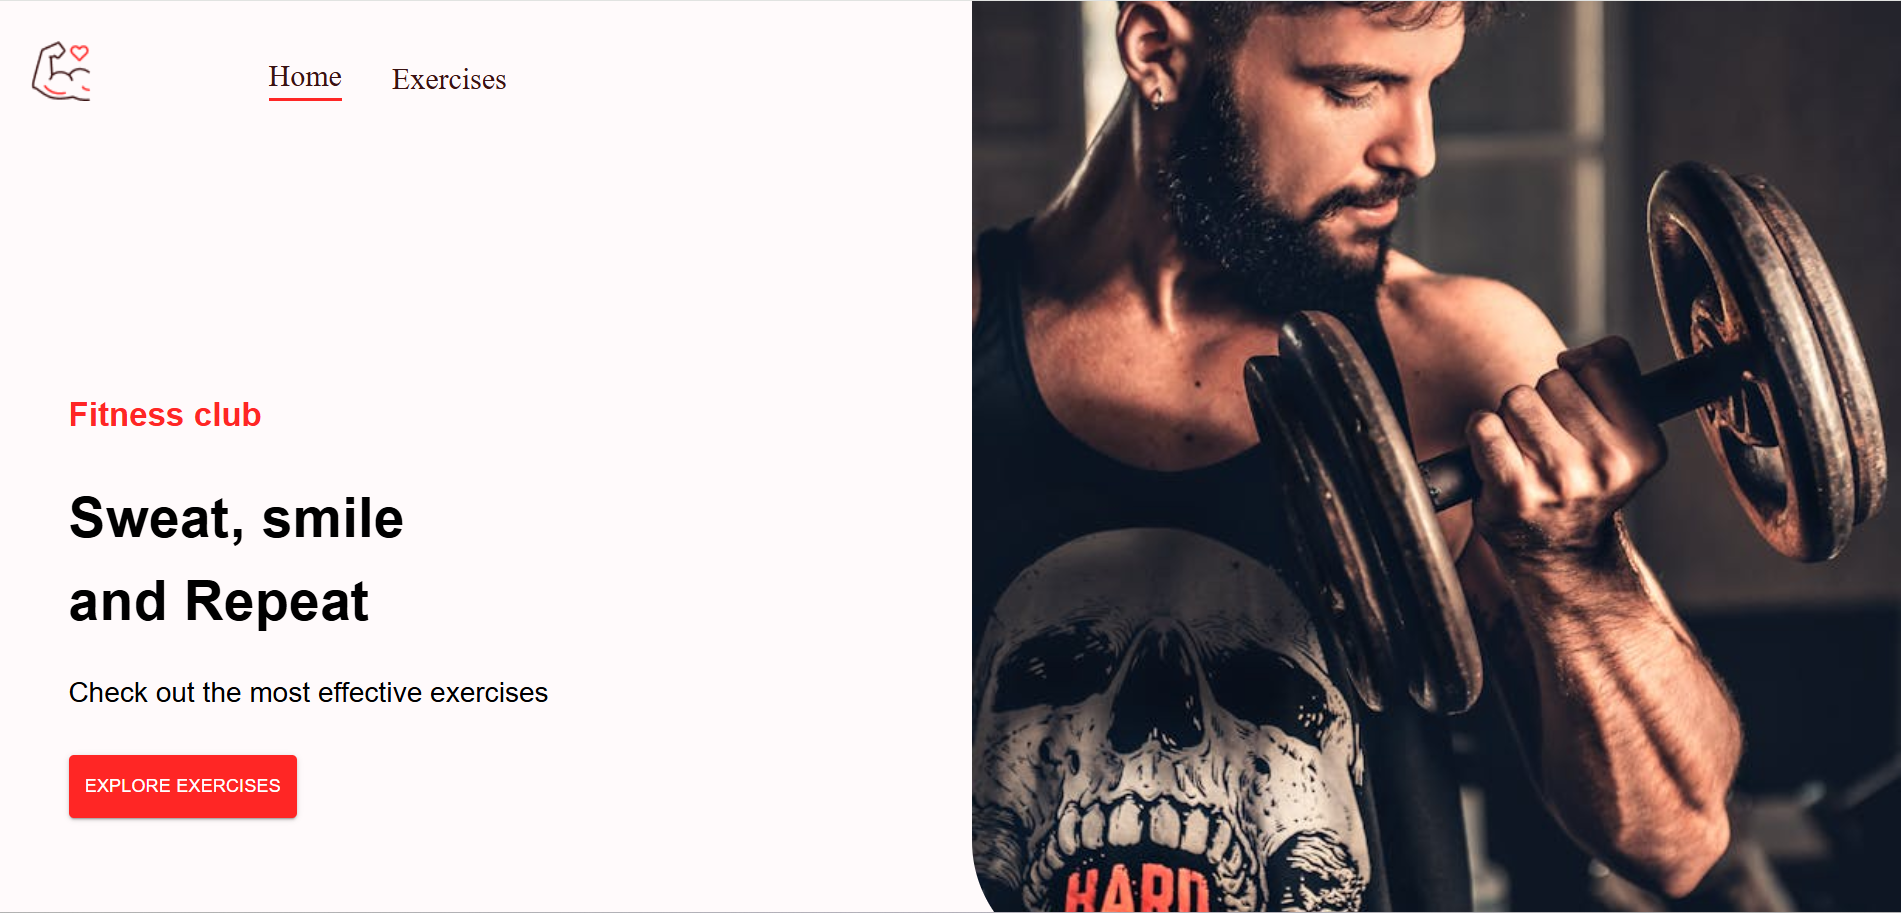 Home
Exercises
Fitness club
Sweat, smile
and Repeat
Check out the most effective exercises
EXPLORE EXERCISES
HARD